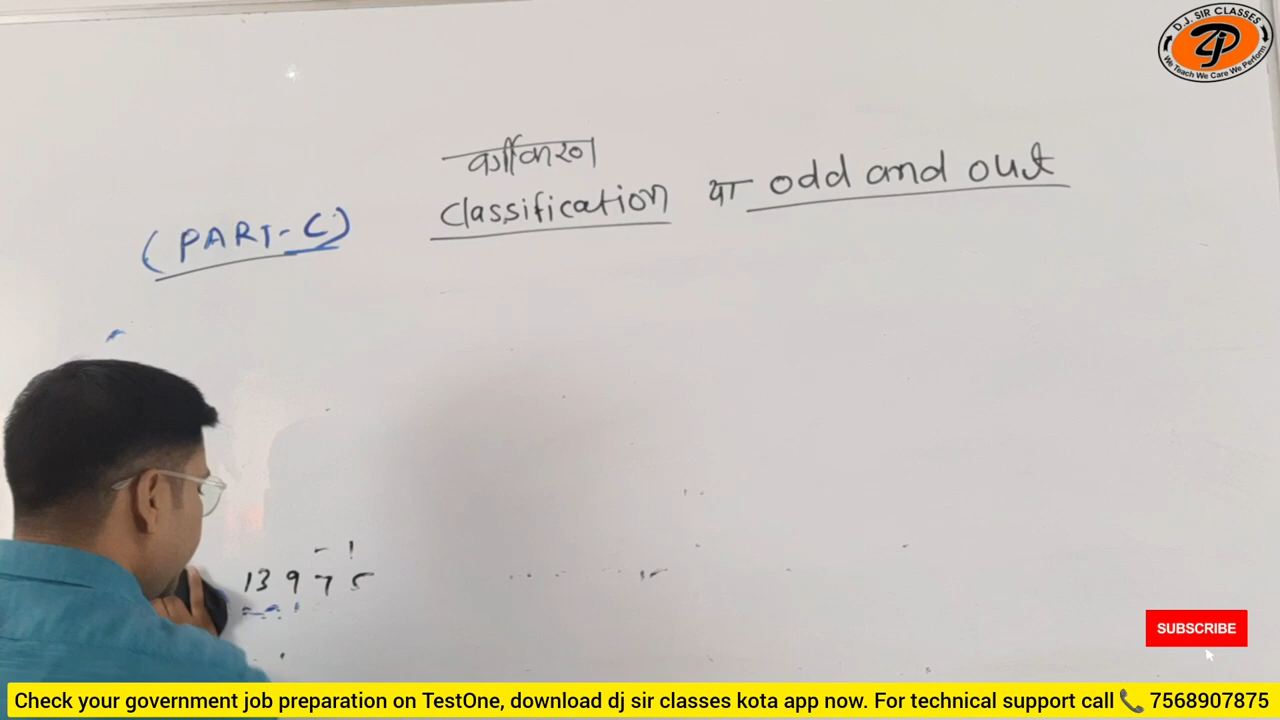 D.J. SIR CLASSES
We Teach We Care We Perform
वर्गीकरण
Classification या odd and out
(PART-C)
13 9 7 5
SUBSCRIBE
Check your government job preparation on TestOne, download dj sir classes kota app now. For technical support call 📞 7568907875